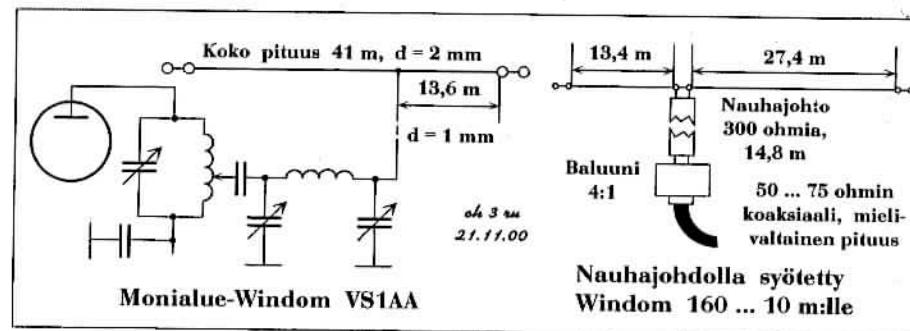 Koko pituus 41 m, d = 2 mm
13,6 m
d = 1 mm
oh 3 ru
21.11.00
Monialue-Windom VS1AA
13,4 m
27,4 m
Nauhajohto
300 ohmia,
14,8 m
Baluuni
4:1
50 ... 75 ohmin
koaksiaali, mieli-
valtainen pituus
Nauhajohdolla syötetty
Windom 160 ... 10 m:lle